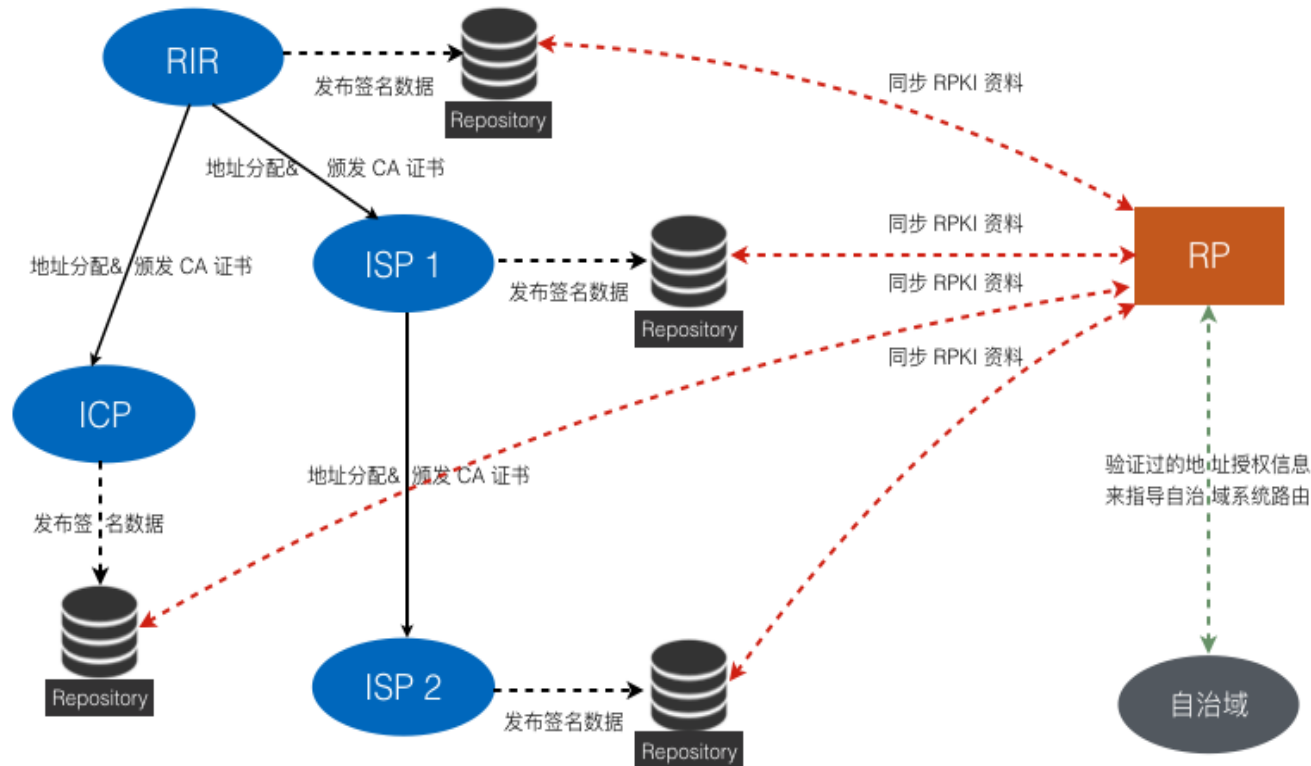 RIR
发布签名数据
Repository
同步 RPKI 资料
地址分配& 颁发 CA 证书
同步 RPKI 资料
RP
ISP 1
地址分配& 颁发 CA 证书
发布签名数据
同步 RPKI 资料
Repository
同步 RPKI 资料
ICP
地址分配& 颁发 CA 证书
验证过的地址授权信息
来指导自治域系统路由
发布签名数据
Repository
ISP 2
发布签名数据
Repository
自治域